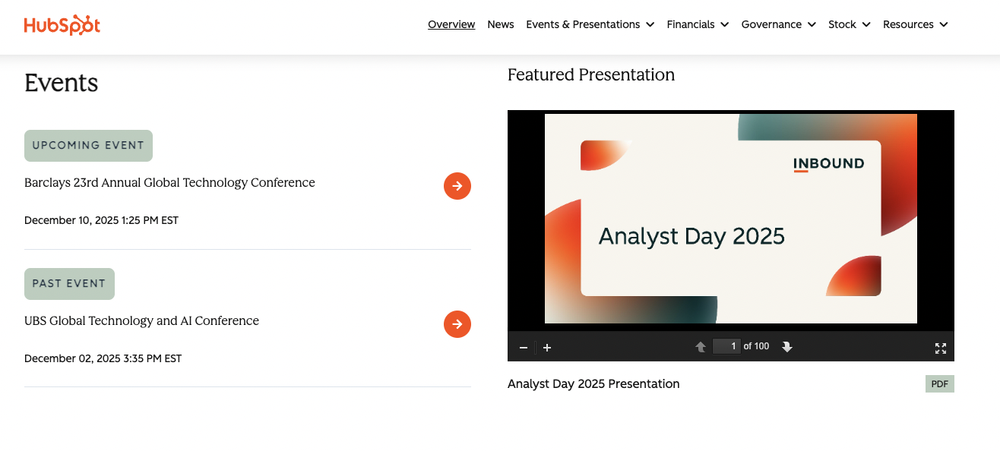 HubSpot
Overview News Events & Presentations Financials Governance Stock Resources
Events
UPCOMING EVENT
Barclays 23rd Annual Global Technology Conference
December 10, 2025 1:25 PM EST
PAST EVENT
UBS Global Technology and AI Conference
December 02, 2025 3:35 PM EST
Featured Presentation
INBOUND
Analyst Day 2025
1 of 100
Analyst Day 2025 Presentation
PDF